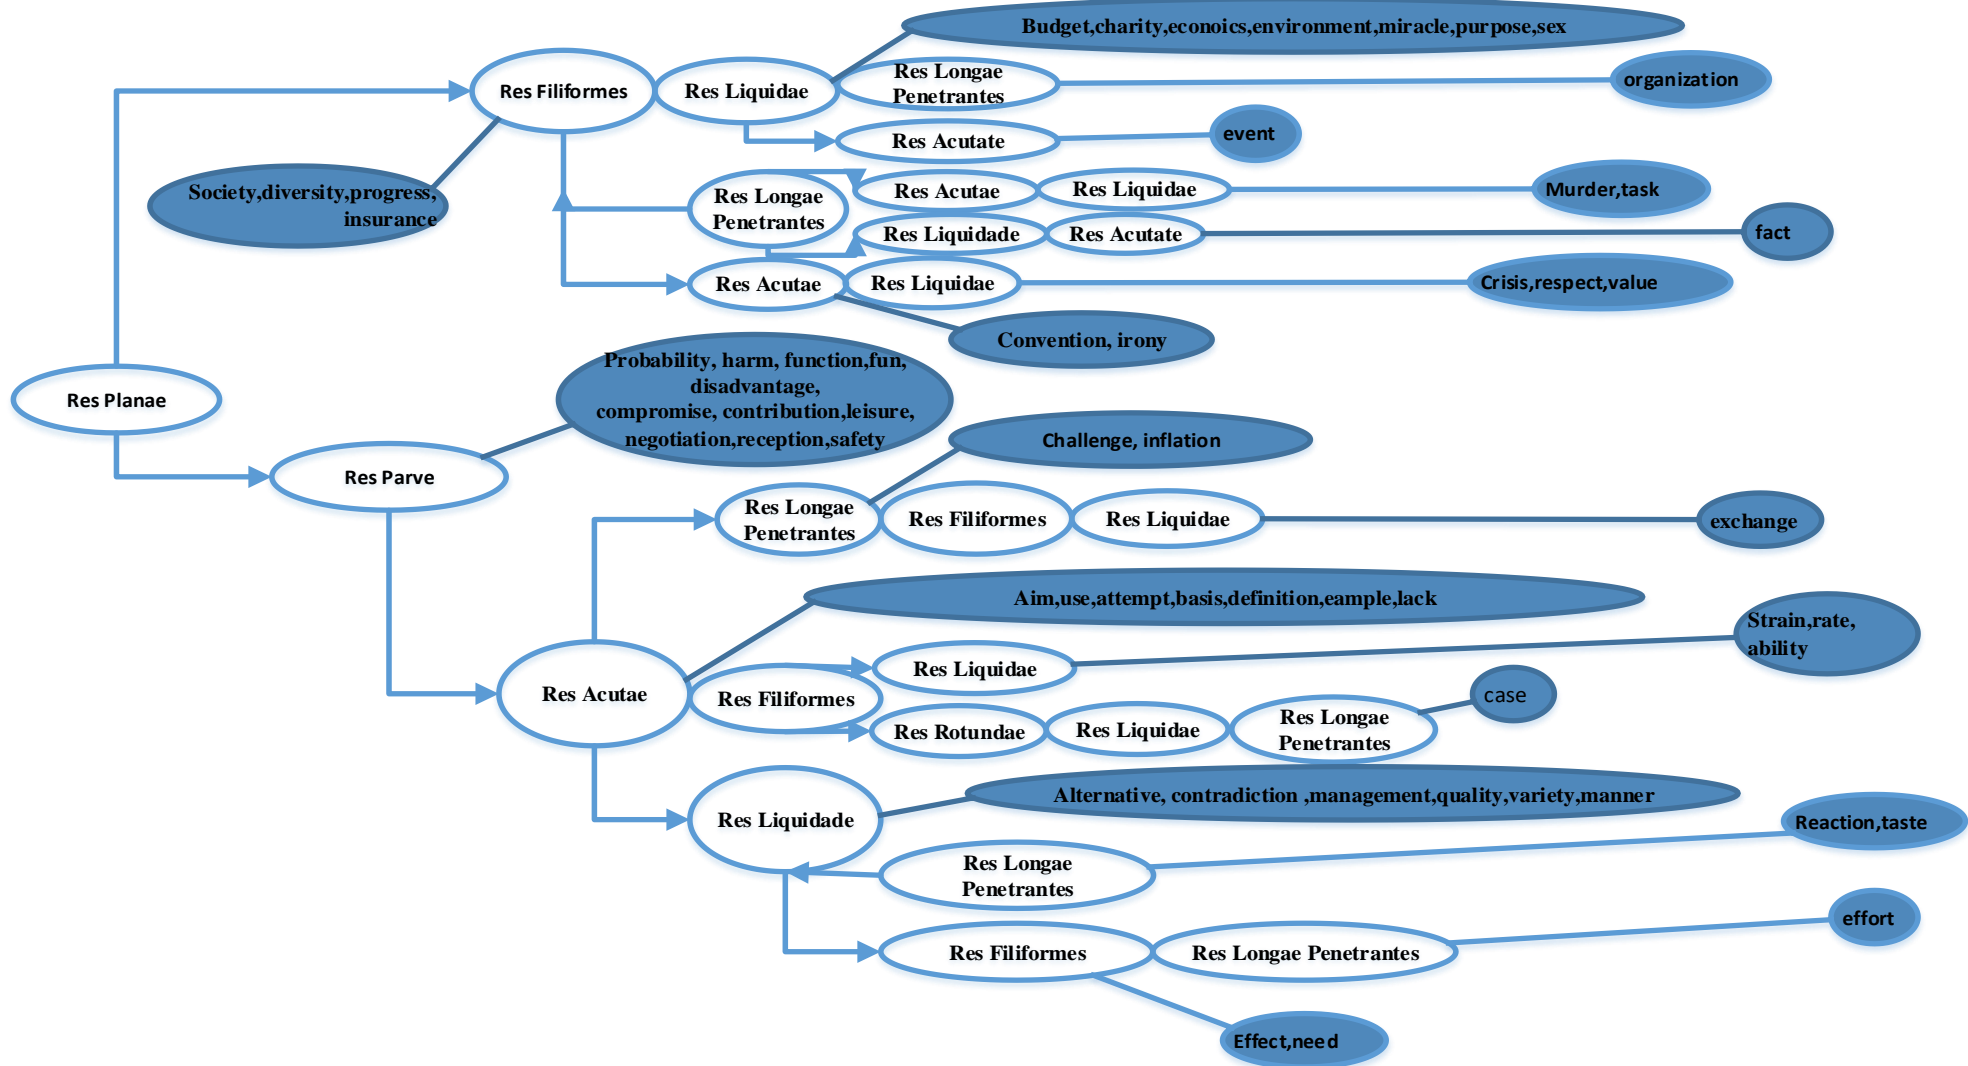 Budget,charity,econoics,environment,miracle,purpose,sex
Res Filiformes
Res Liquidae
Res Longae
Penetrantes
organization
Res Acutate
event
Society,diversity,progress,
insurance
Res Longae
Penetrantes
Res Acutae
Res Liquidae
Murder,task
Res Liquidade
Res Acutate
fact
Res Acutae
Res Liquidae
Crisis,respect,value
Convention, irony
Res Planae
Probability, harm, function,fun,
disadvantage,
compromise, contribution,leisure,
negotiation,reception,safety
Res Parve
Challenge, inflation
Res Longae
Penetrantes
Res Filiformes
Res Liquidae
exchange
Aim,use,attempt,basis,definition,eample,lack
Res Acutae
Res Filiformes
Res Liquidae
Strain,rate,
ability
Res Rotundae
Res Liquidae
Res Longae
Penetrantes
case
Res Liquidade
Alternative, contradiction ,management,quality,variety,manner
Res Longae
Penetrantes
Reaction,taste
Res Filiformes
Res Longae Penetrantes
effort
Effect,need